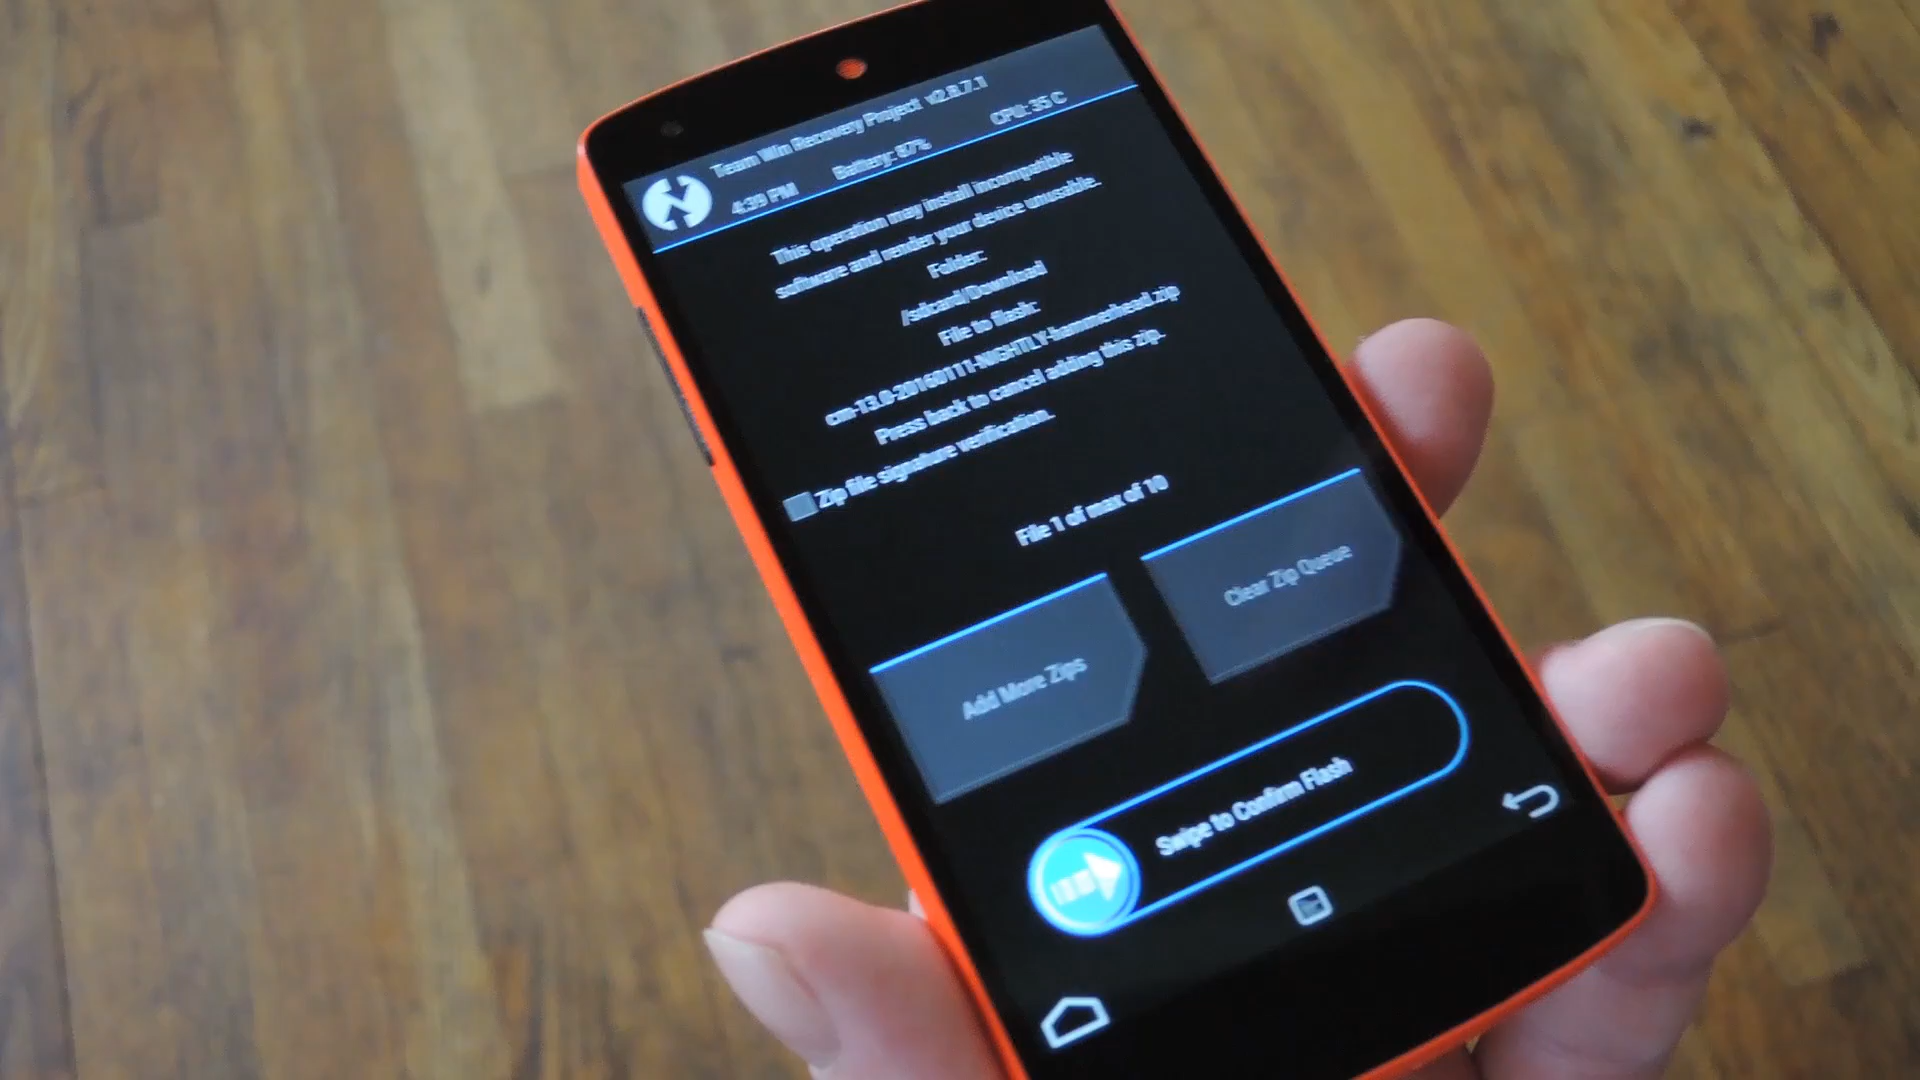 Team Win Recovery Project v2.8.7.1
4:39 PM Battery: 87% CPU: 35 C
This operation may install incompatible
software and render your device unusable.
Folder:
/sdcard/Download
File to flash:
cm-13.0-20160111-NIGHTLY-hammerhead.zip
Press back to cancel adding this zip.
Zip file signature verification.
File 1 of max of 10
Add More Zips
Clear Zip Queue
Swipe to Confirm Flash